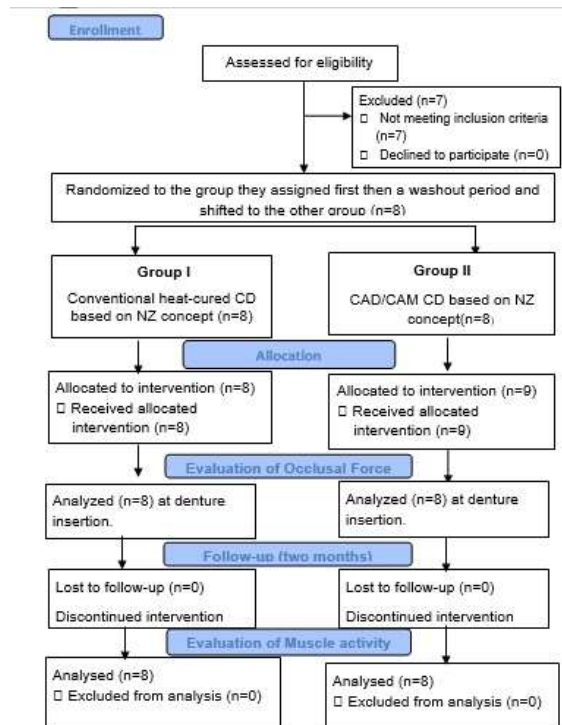 Enrollment
Assessed for eligibility
Excluded (n=7)
□ Not meeting inclusion criteria
(n=7)
□ Declined to participate (n=0)
Randomized to the group they assigned first then a washout period and
shifted to the other group (n=8)
Group I
Conventional heat-cured CD
based on NZ concept (n=8)
Group II
CAD/CAM CD based on NZ
concept(n=8)
Allocation
Allocated to intervention (n=8)
□ Received allocated
intervention (n=8)
Allocated to intervention (n=9)
□ Received allocated
intervention (n=9)
Evaluation of Occlusal Force
Analyzed (n=8) at denture
insertion.
Analyzed (n=8) at denture
insertion.
Follow-up (two months)
Lost to follow-up (n=0)
Discontinued intervention
Lost to follow-up (n=0)
Discontinued intervention
Evaluation of Muscle activity
Analysed (n=8)
□ Excluded from analysis (n=0)
Analysed (n=8)
□ Excluded from analysis (n=0)